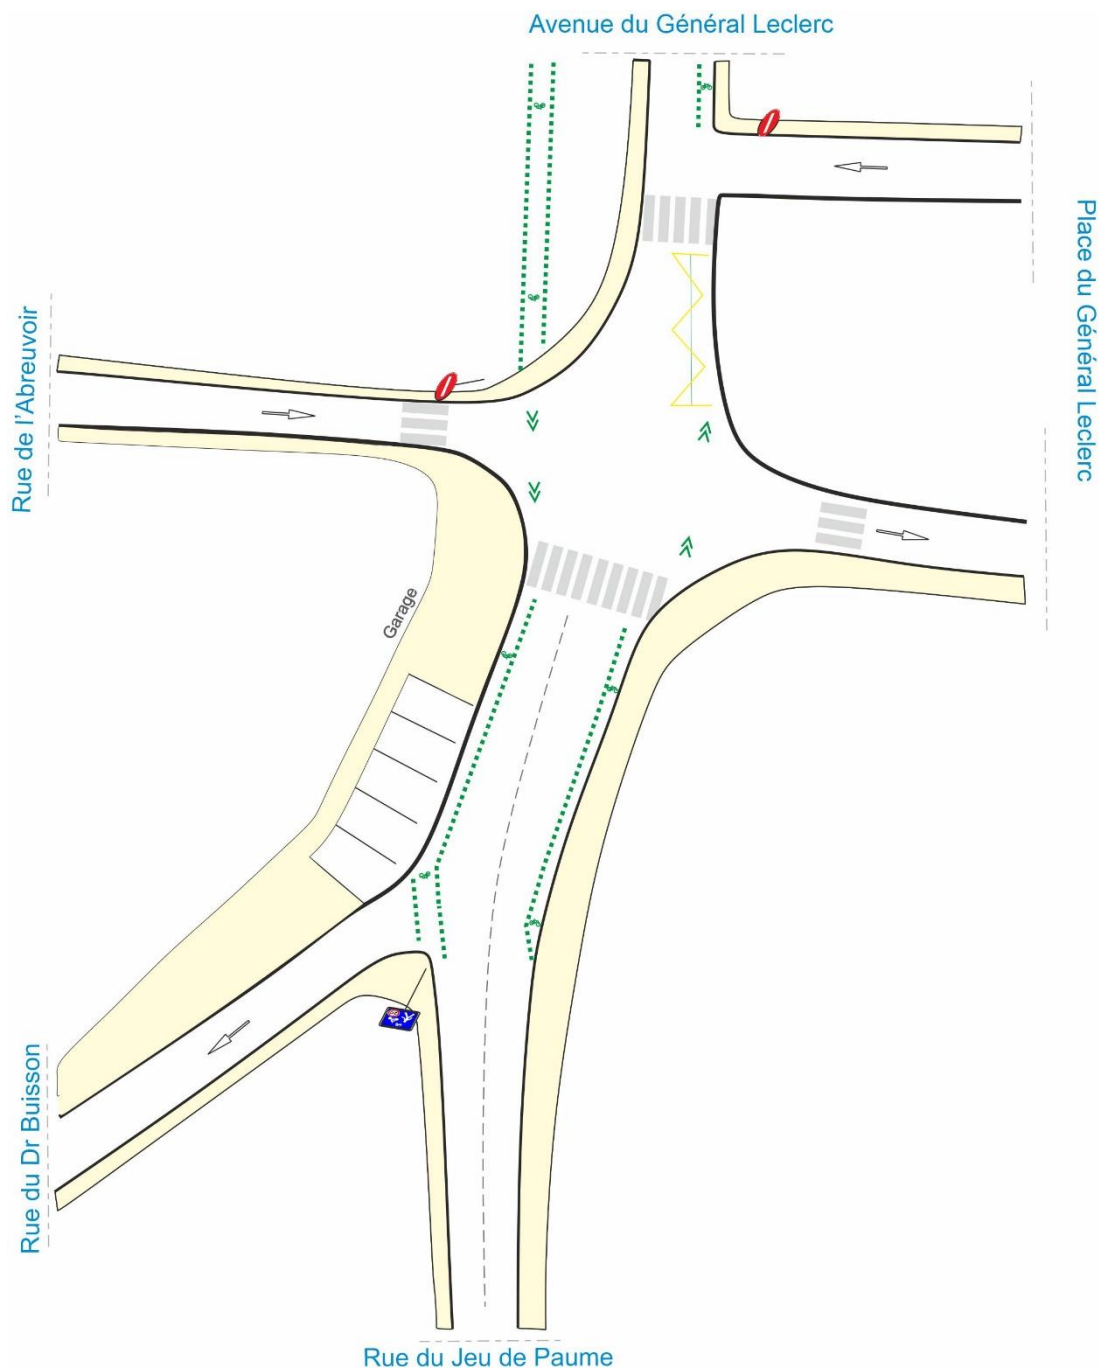 Avenue du Général Leclerc
Place du Général Leclerc
Rue de l'Abreuvoir
Garage
Rue du Dr Buisson
Rue du Jeu de Paume